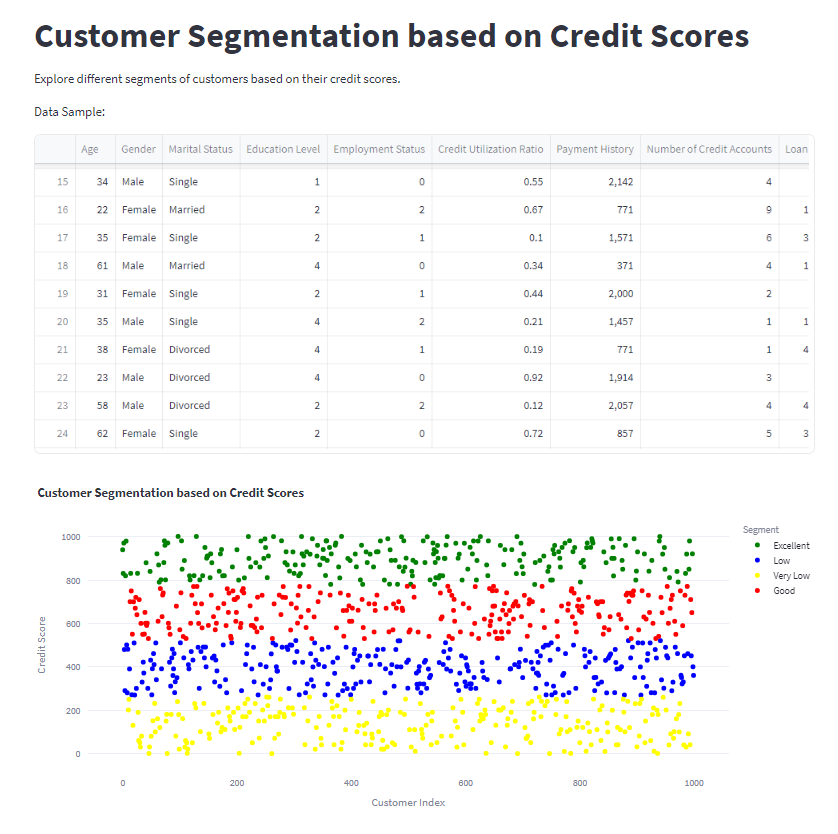 Customer Segmentation based on Credit Scores
Explore different segments of customers based on their credit scores.
Data Sample:
Age Gender Marital Status Education Level Employment Status Credit Utilization Ratio Payment History Number of Credit Accounts Loan
15 34 Male Single 1 0 0.55 2,142 4
16 22 Female Married 2 2 0.67 771 9 1
17 35 Female Single 2 1 0.1 1,571 6 3
18 61 Male Married 4 0 0.34 371 4 1
19 31 Female Single 2 1 0.44 2,000 2
20 35 Male Single 4 2 0.21 1,457 1 1
21 38 Female Divorced 4 1 0.19 771 1 4
22 23 Male Divorced 4 0 0.92 1,914 3
23 58 Male Divorced 2 2 0.12 2,057 4 4
24 62 Female Single 2 0 0.72 857 5 3
Customer Segmentation based on Credit Scores
Segment
Excellent
Low
Very Low
Good
Credit Score
1000
800
600
400
200
0
0 200 400 600 800 1000
Customer Index